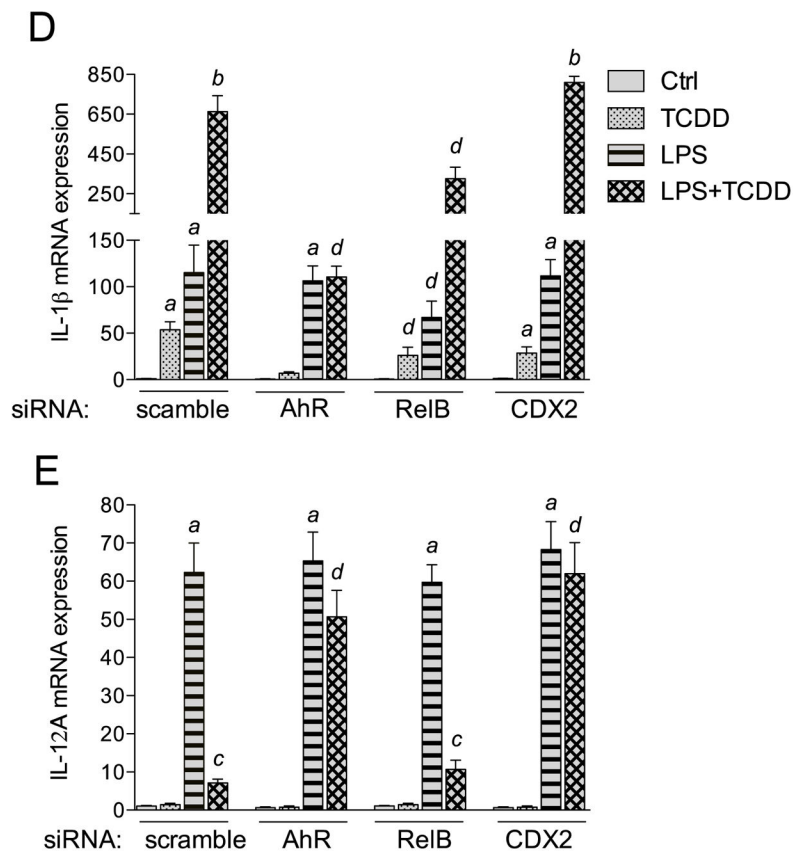 D
IL-1β mRNA expression
850
650
450
250
150
100
50
0
a
a
b
a
d
d
d
d
a
a
b
Ctrl
TCDD
LPS
LPS+TCDD
siRNA: scamble AhR RelB CDX2
E
IL-12A mRNA expression
80
70
60
50
40
30
20
10
0
a
c
a
d
a
c
a
d
siRNA: scramble AhR RelB CDX2